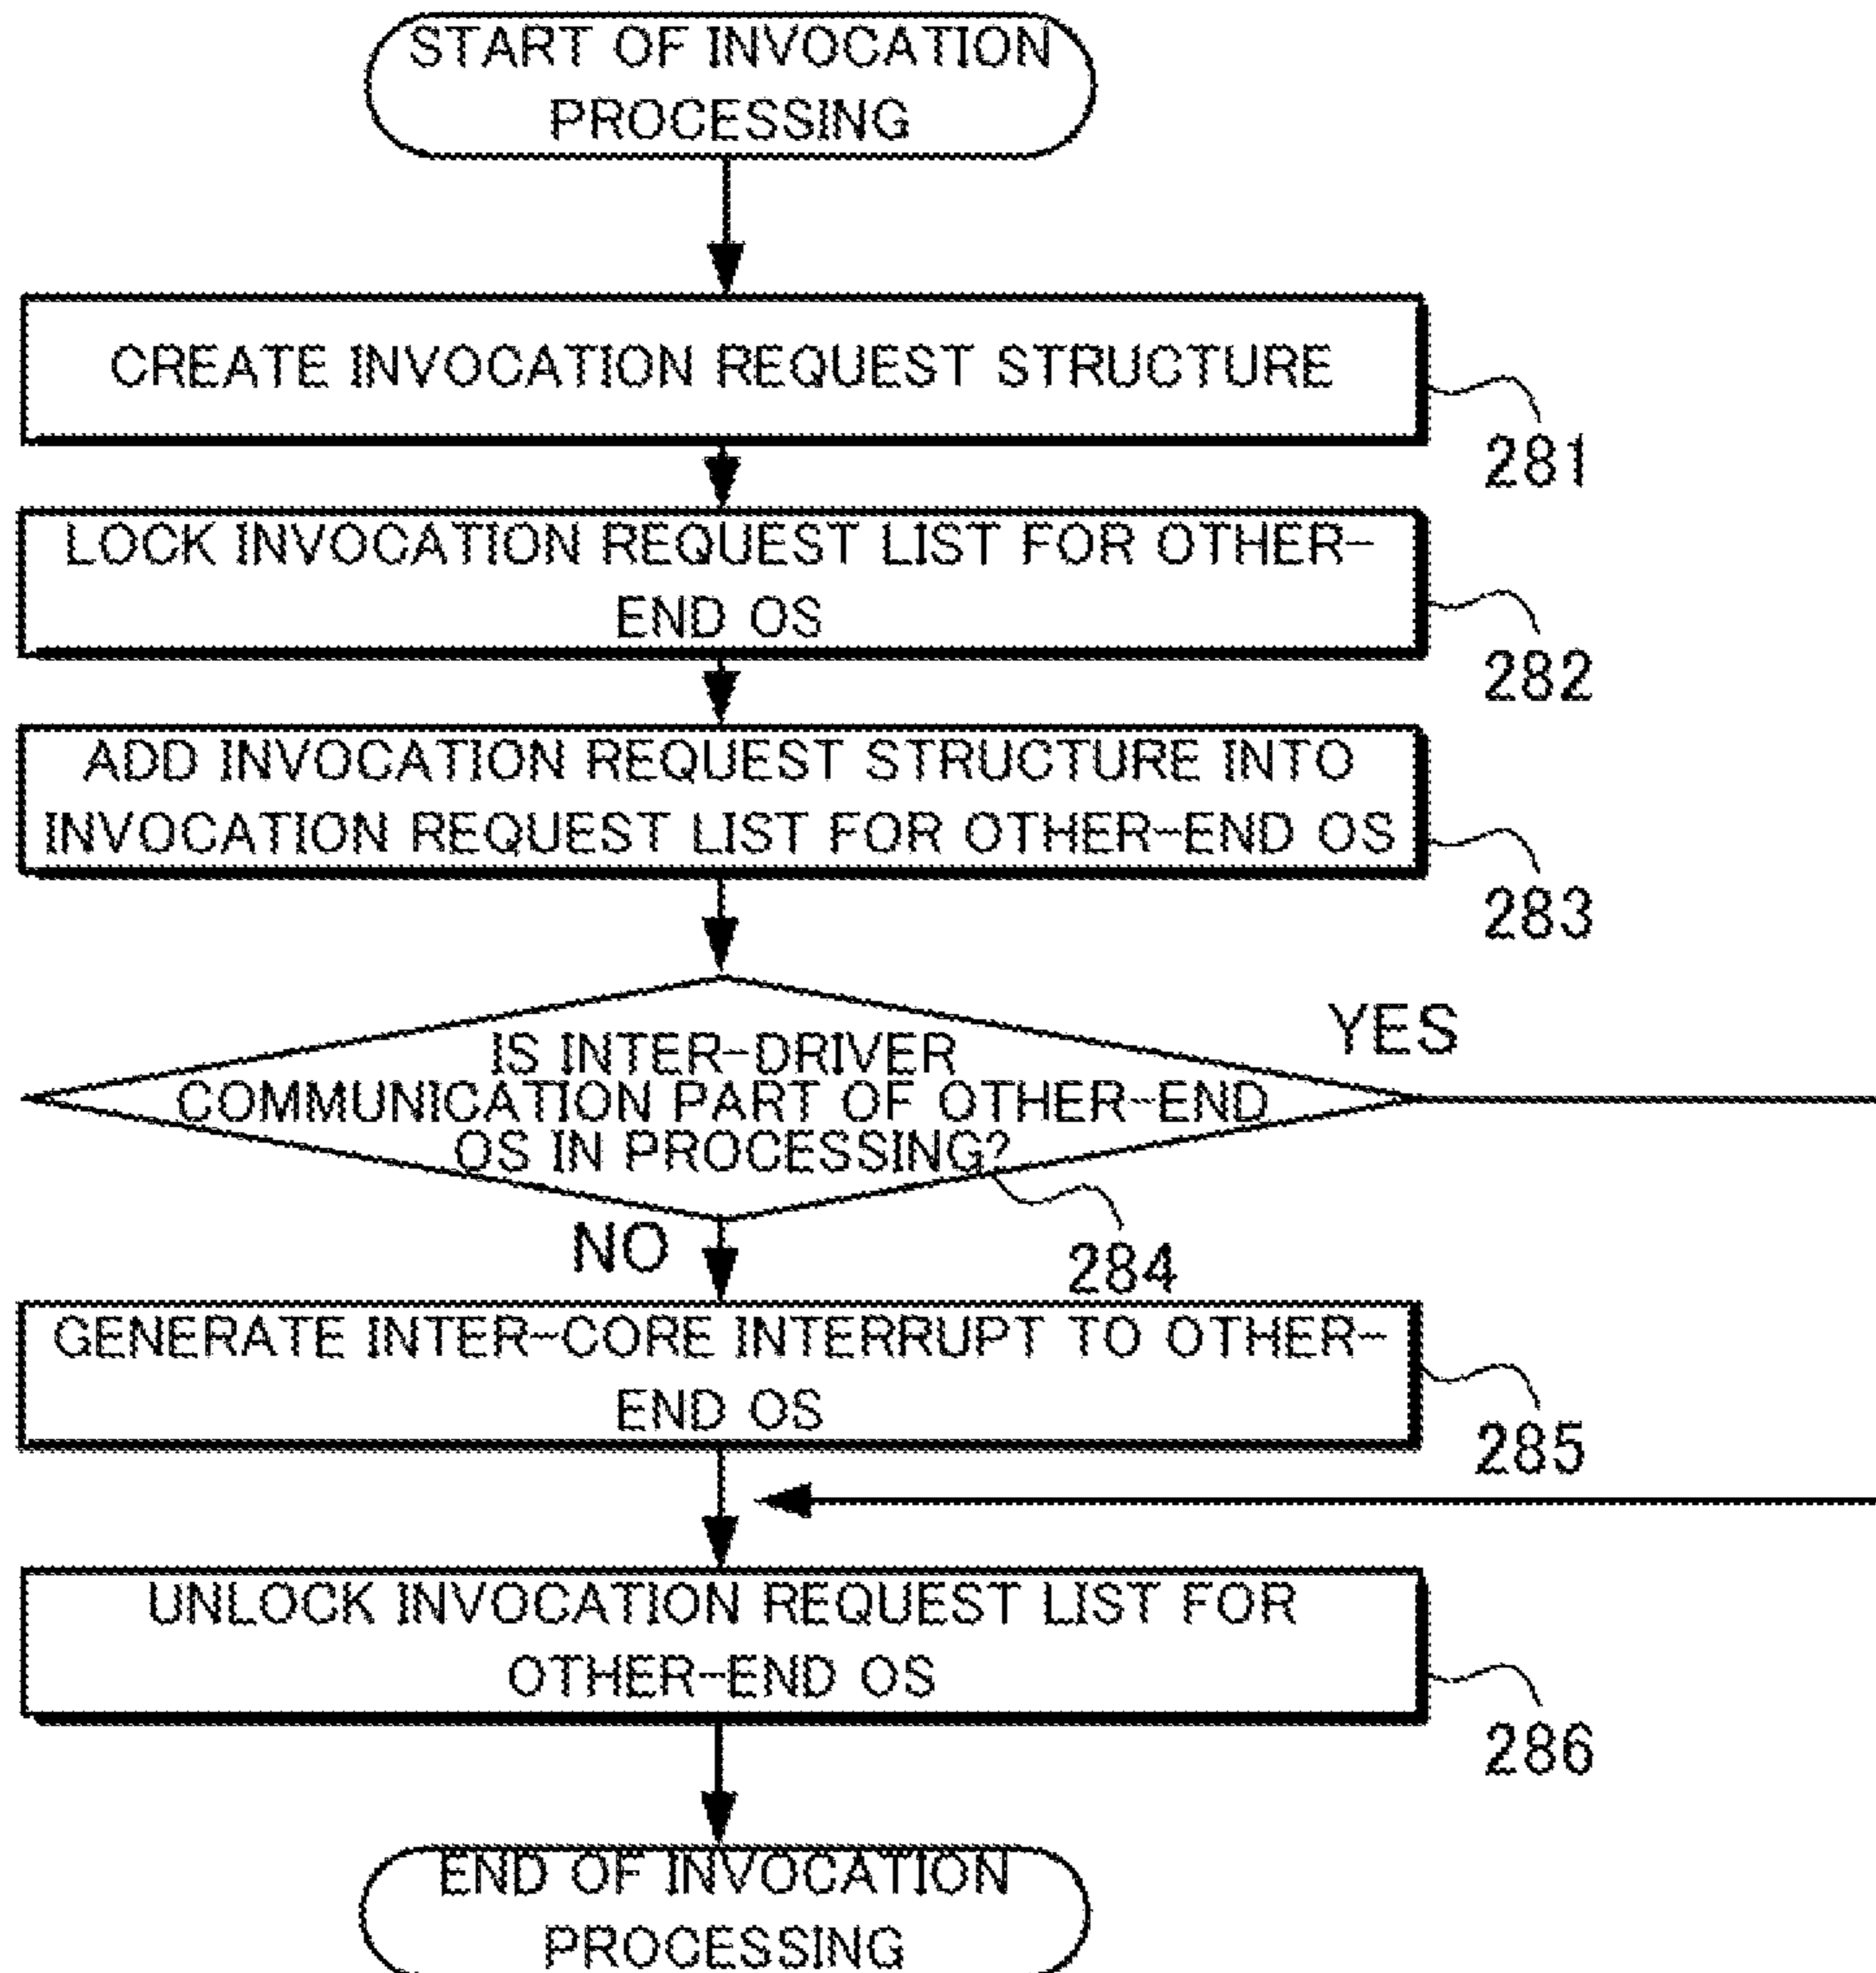 START OF INVOCATION
PROCESSING
CREATE INVOCATION REQUEST STRUCTURE
281
LOCK INVOCATION REQUEST LIST FOR OTHER-
END OS
282
ADD INVOCATION REQUEST STRUCTURE INTO
INVOCATION REQUEST LIST FOR OTHER-END OS
283
YES
IS INTER-DRIVER
COMMUNICATION PART OF OTHER-END
OS IN PROCESSING?
NO
284
GENERATE INTER-CORE INTERRUPT TO OTHER-
END OS
285
UNLOCK INVOCATION REQUEST LIST FOR
OTHER-END OS
286
END OF INVOCATION
PROCESSING